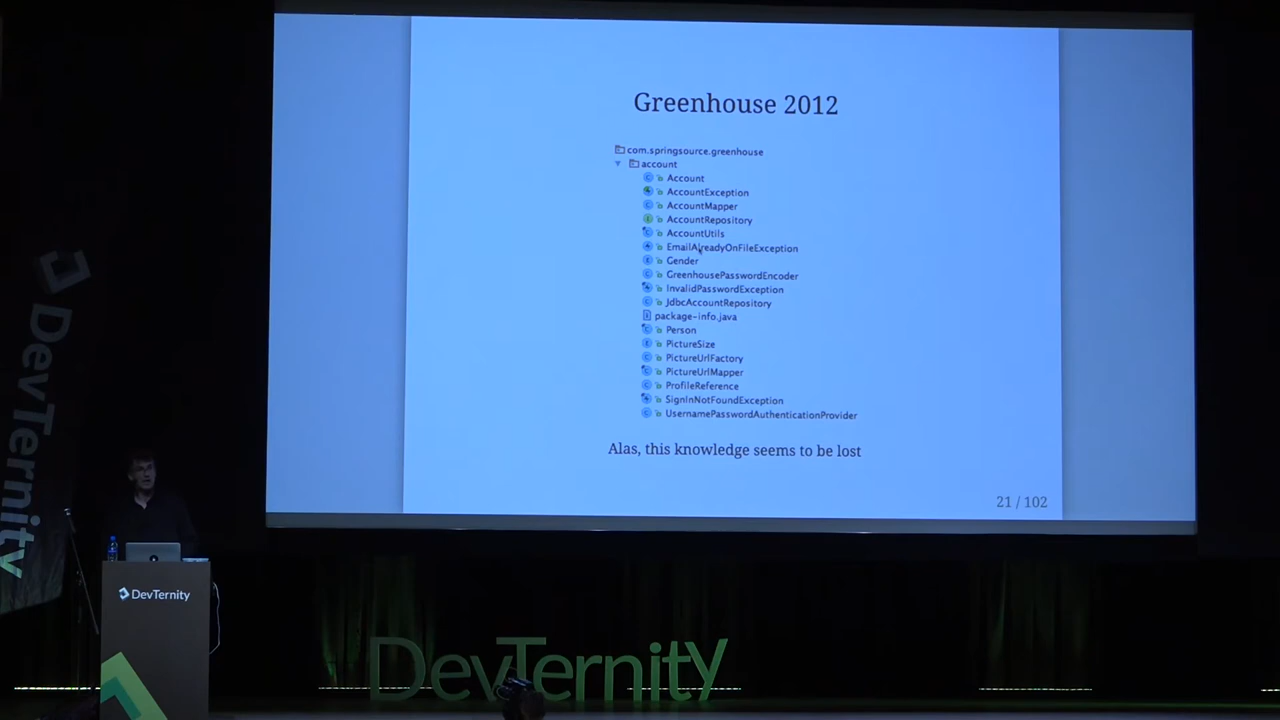 Greenhouse 2012
com.springsource.greenhouse
account
Account
AccountException
AccountMapper
AccountRepository
AccountUtils
EmailAlreadyOnFileException
Gender
GreenhousePasswordEncoder
InvalidPasswordException
JdbcAccountRepository
package-info.java
Person
PictureSize
PictureUrlFactory
PictureUrlMapper
ProfileReference
SignInNotFoundException
UsernamePasswordAuthenticationProvider
Alas, this knowledge seems to be lost
21 / 102
DevTernity
DevTernity
DevTernity